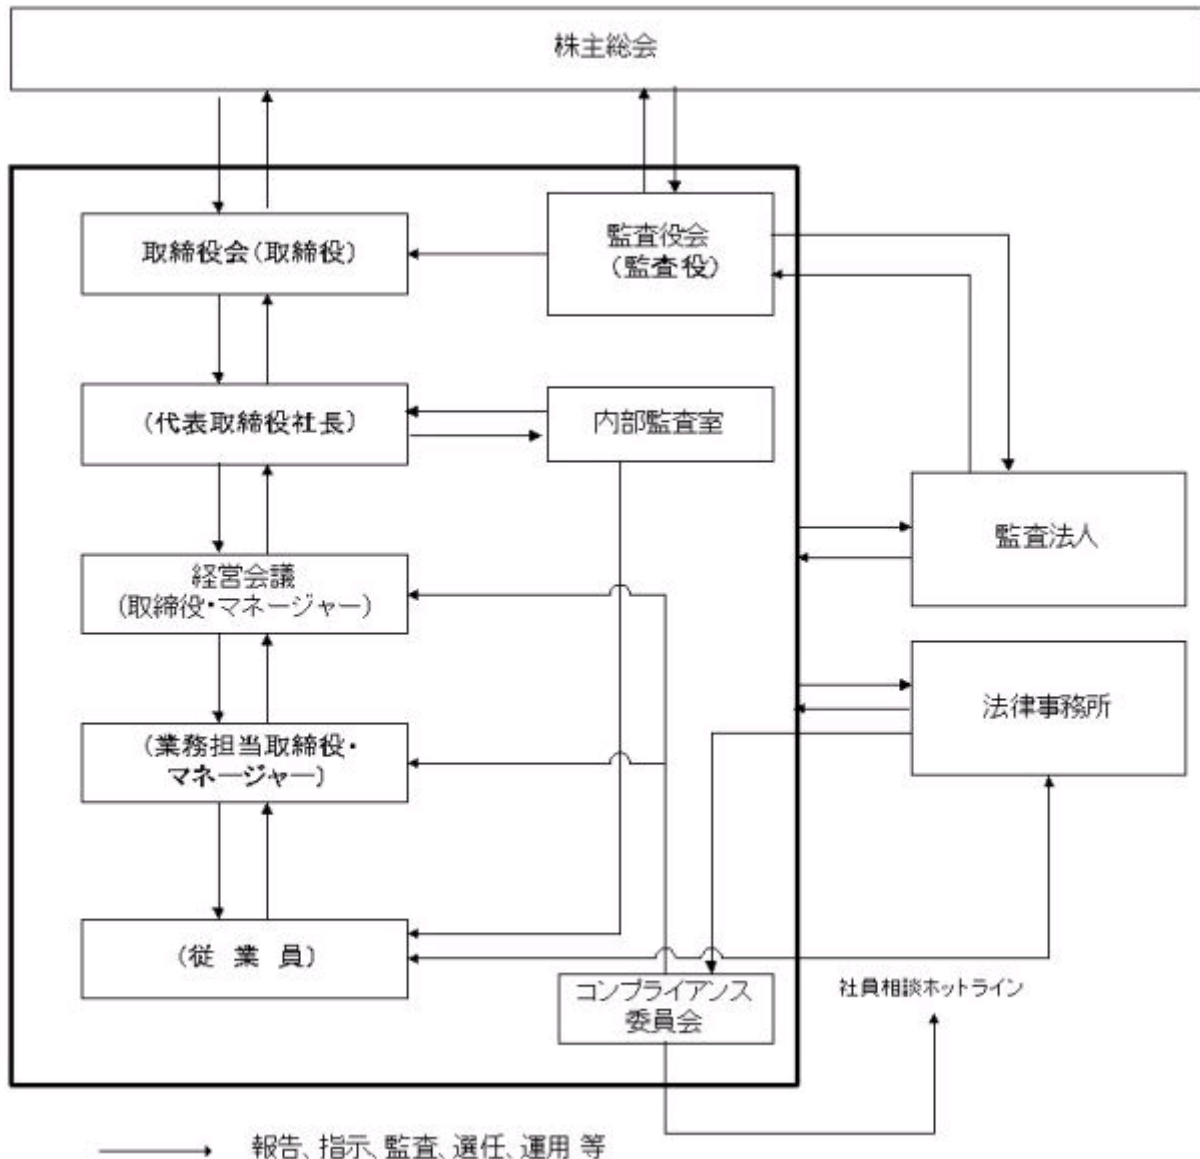 株主総会
取締役会(取締役)
監査役会
(監査役)
(代表取締役社長)
内部監査室
経営会議
(取締役・マネージャー)
監査法人
(業務担当取締役・
マネージャー)
法律事務所
(従 業 員)
コンプライアンス
委員会
社員相談ホットライン
報告、指示、監査、選任、運用 等